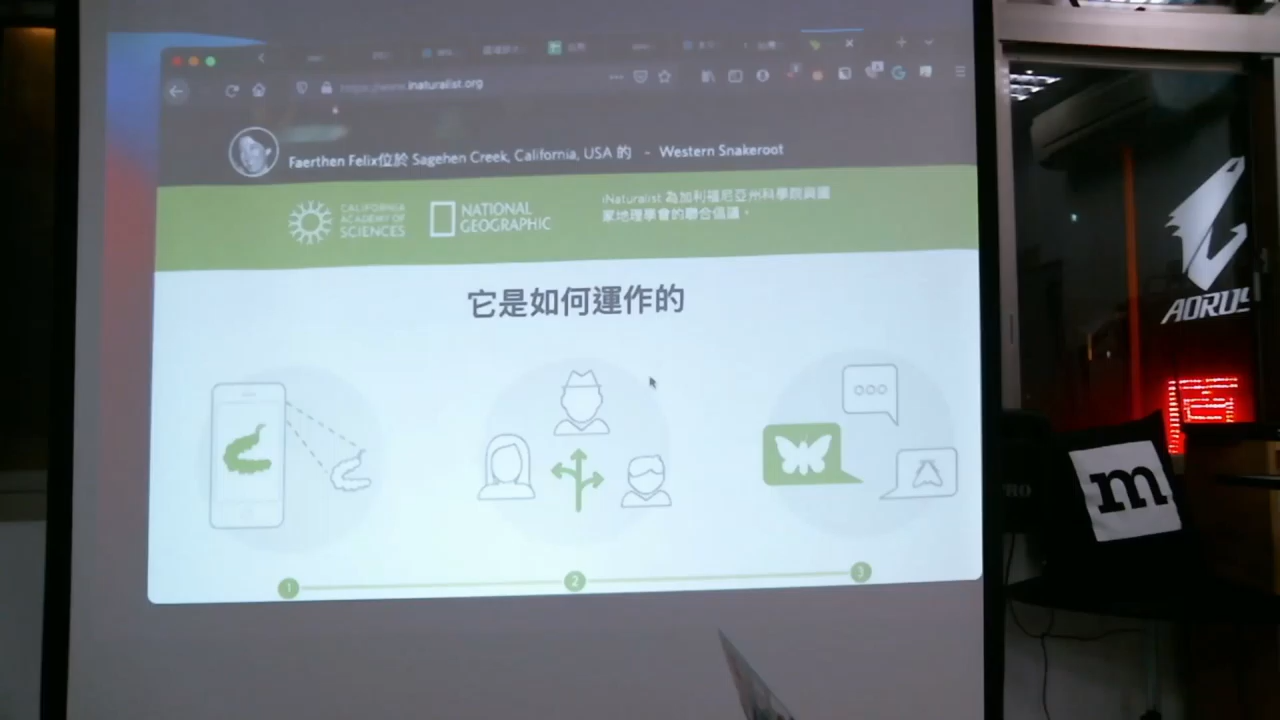 https://www.inaturalist.org
Faerthen Felix位於 Sagehen Creek, California, USA 的 - Western Snakeroot
CALIFORNIA
ACADEMY OF
SCIENCES
NATIONAL
GEOGRAPHIC
iNaturalist 為加利福尼亞州科學院與國
家地理學會的聯合倡議。
它是如何運作的
1
2
3
AORUS
m